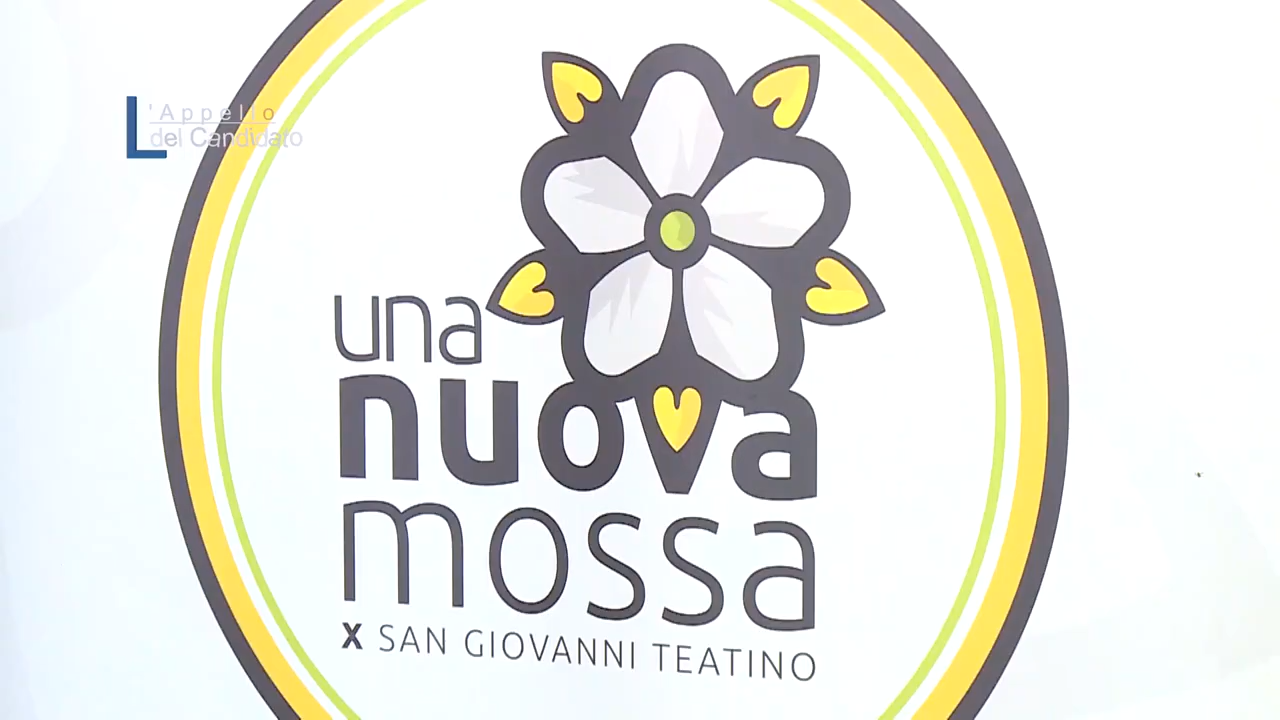 L'Appello
del Candidato
una
nuova
mossa
X SAN GIOVANNI TEATINO